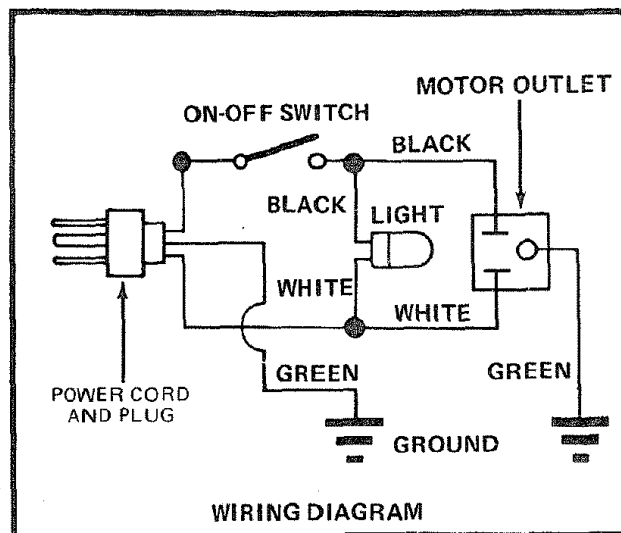 MOTOR OUTLET
ON-OFF SWITCH
BLACK
BLACK
LIGHT
WHITE
WHITE
GREEN
GREEN
POWER CORD
AND PLUG
GROUND
WIRING DIAGRAM